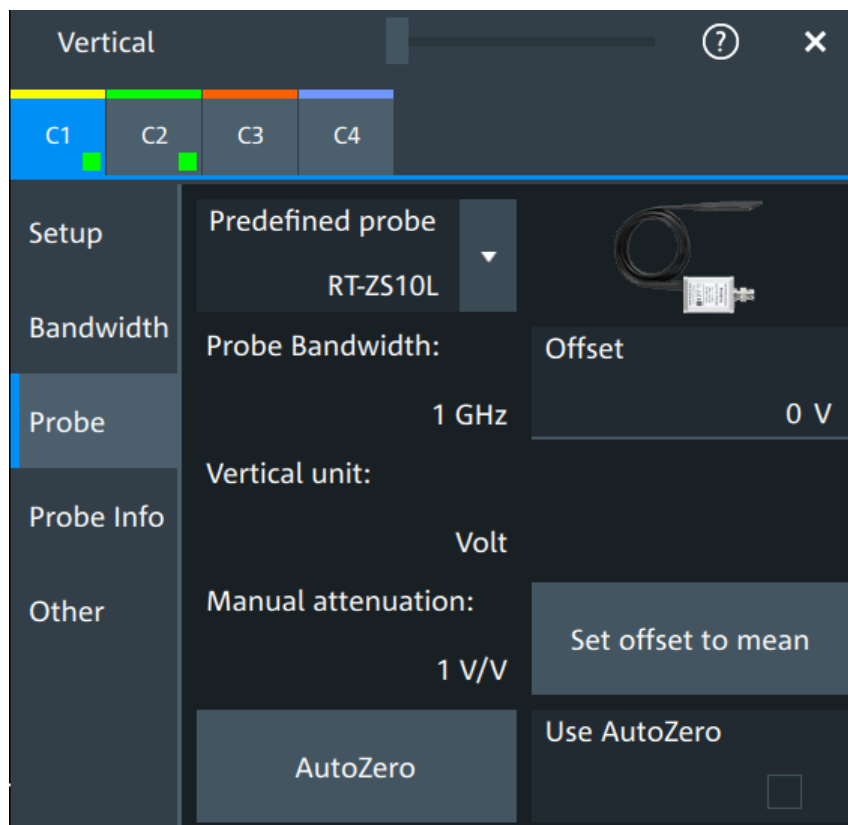 Vertical
?
C1
C2
C3
C4
Setup
Bandwidth
Probe
Probe Info
Other
Predefined probe
RT-ZS10L
Probe Bandwidth:
1 GHz
Offset
0 V
Vertical unit:
Volt
Manual attenuation:
1 V/V
Set offset to mean
AutoZero
Use AutoZero